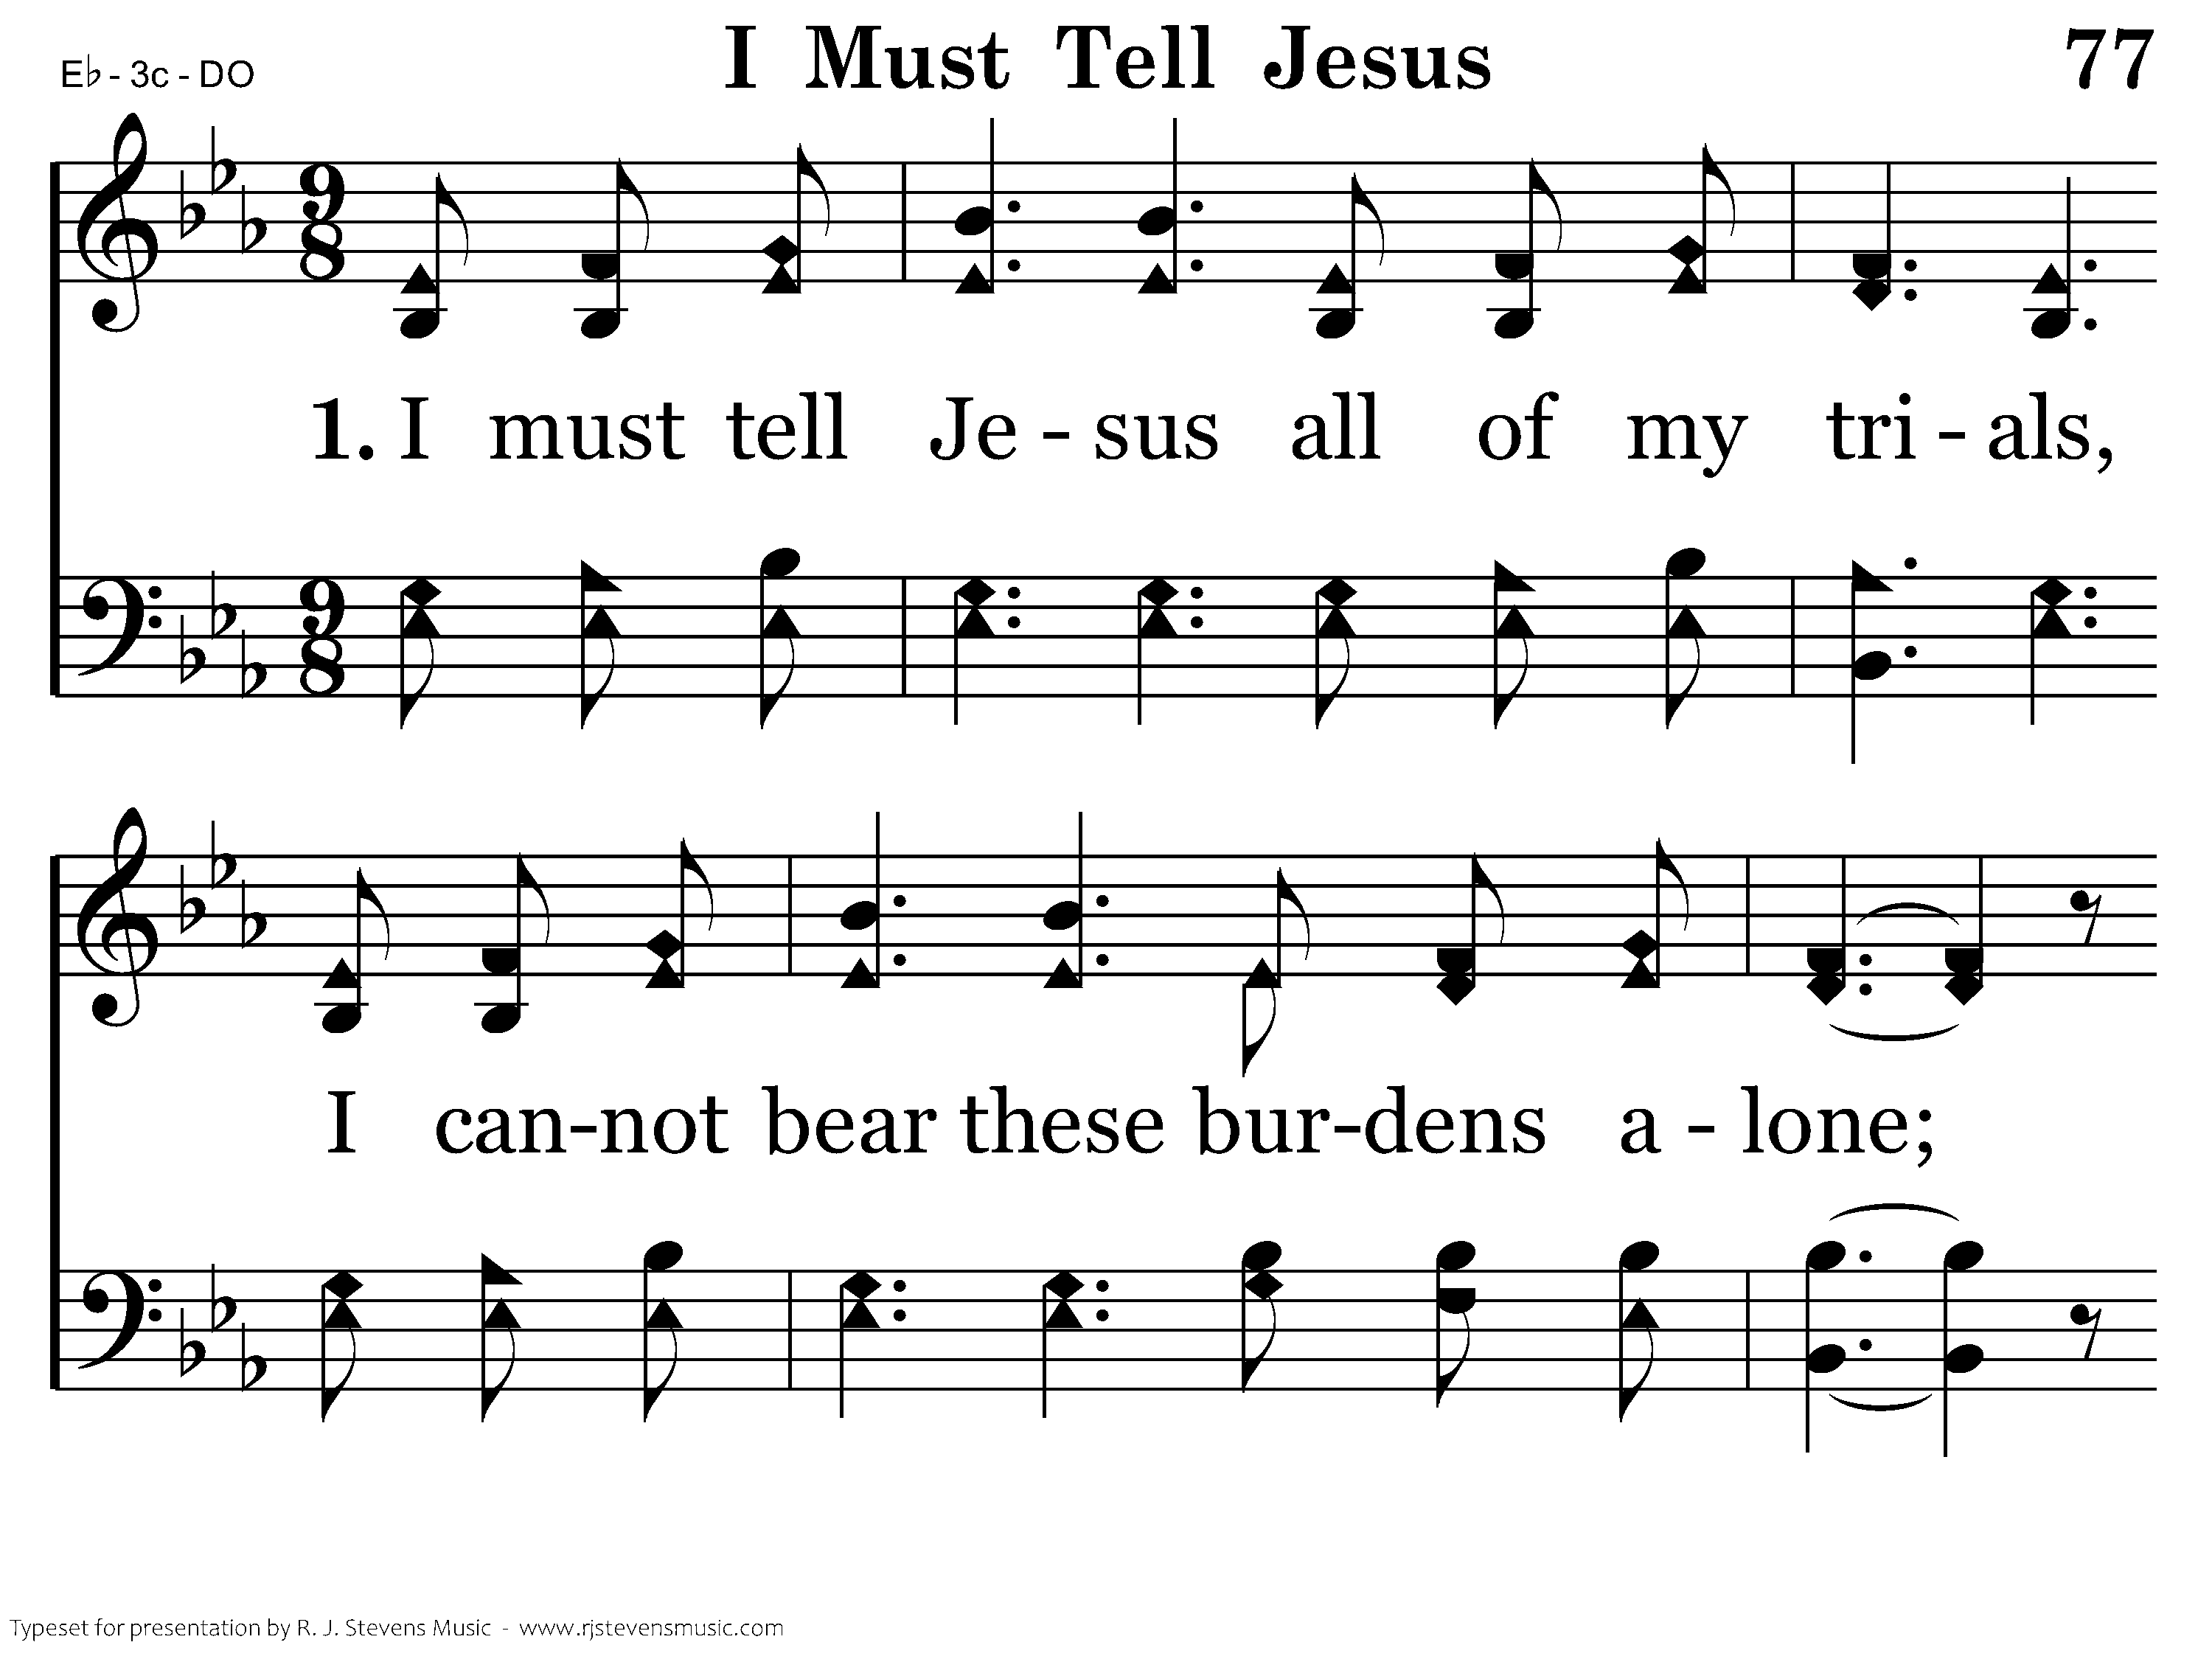 I Must Tell Jesus
77
E♭ - 3c - DO
9
8
1. I must tell Je - sus all of my tri - als,
9
8
I can-not bear these bur-dens a - lone;
Typeset for presentation by R. J. Stevens Music - www.rjstevensmusic.com